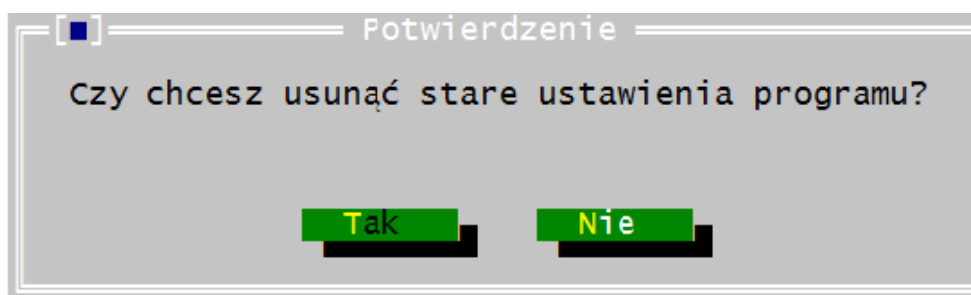 Potwierdzenie
Czy chcesz usunąć stare ustawienia programu?
Tak Nie